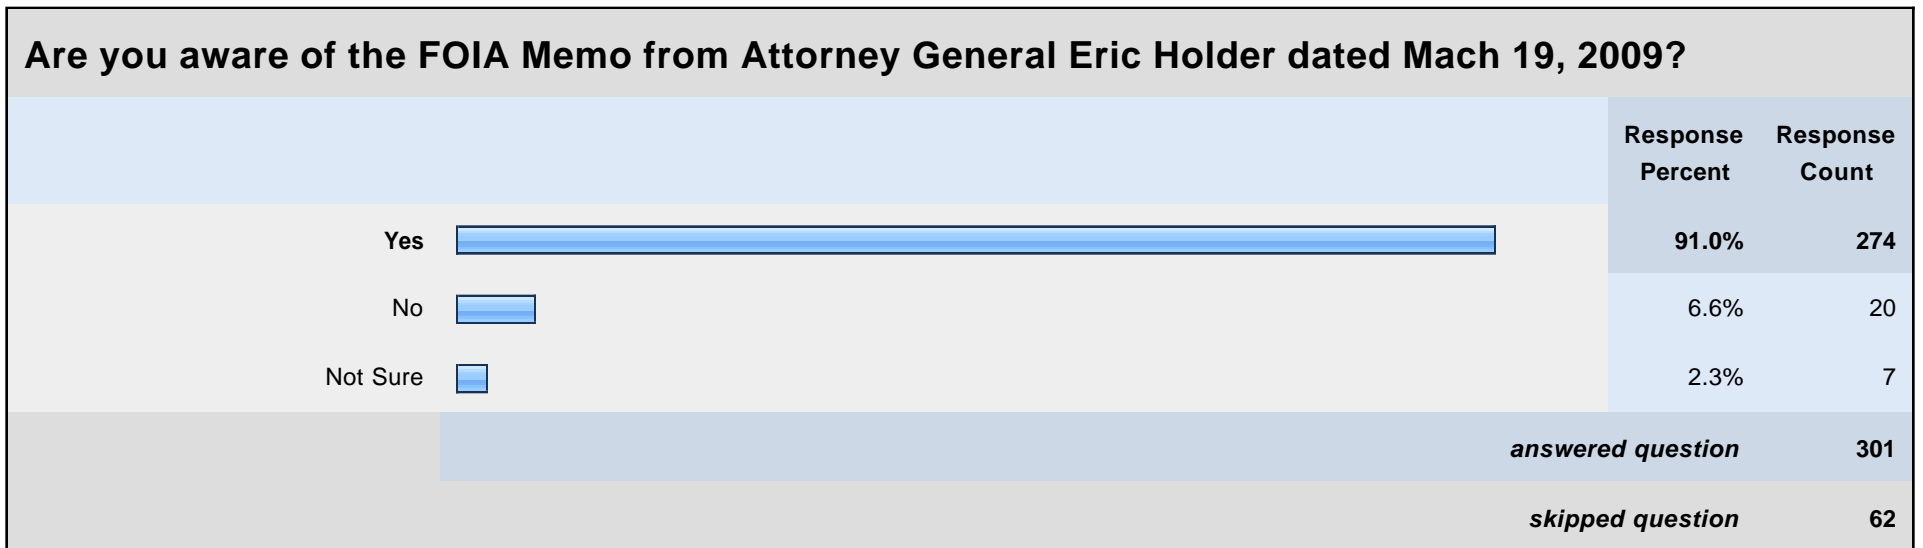 Are you aware of the FOIA Memo from Attorney General Eric Holder dated Mach 19, 2009?
Response Response
Percent Count
Yes 91.0% 274
No 6.6% 20
Not Sure 2.3% 7
answered question 301
skipped question 62